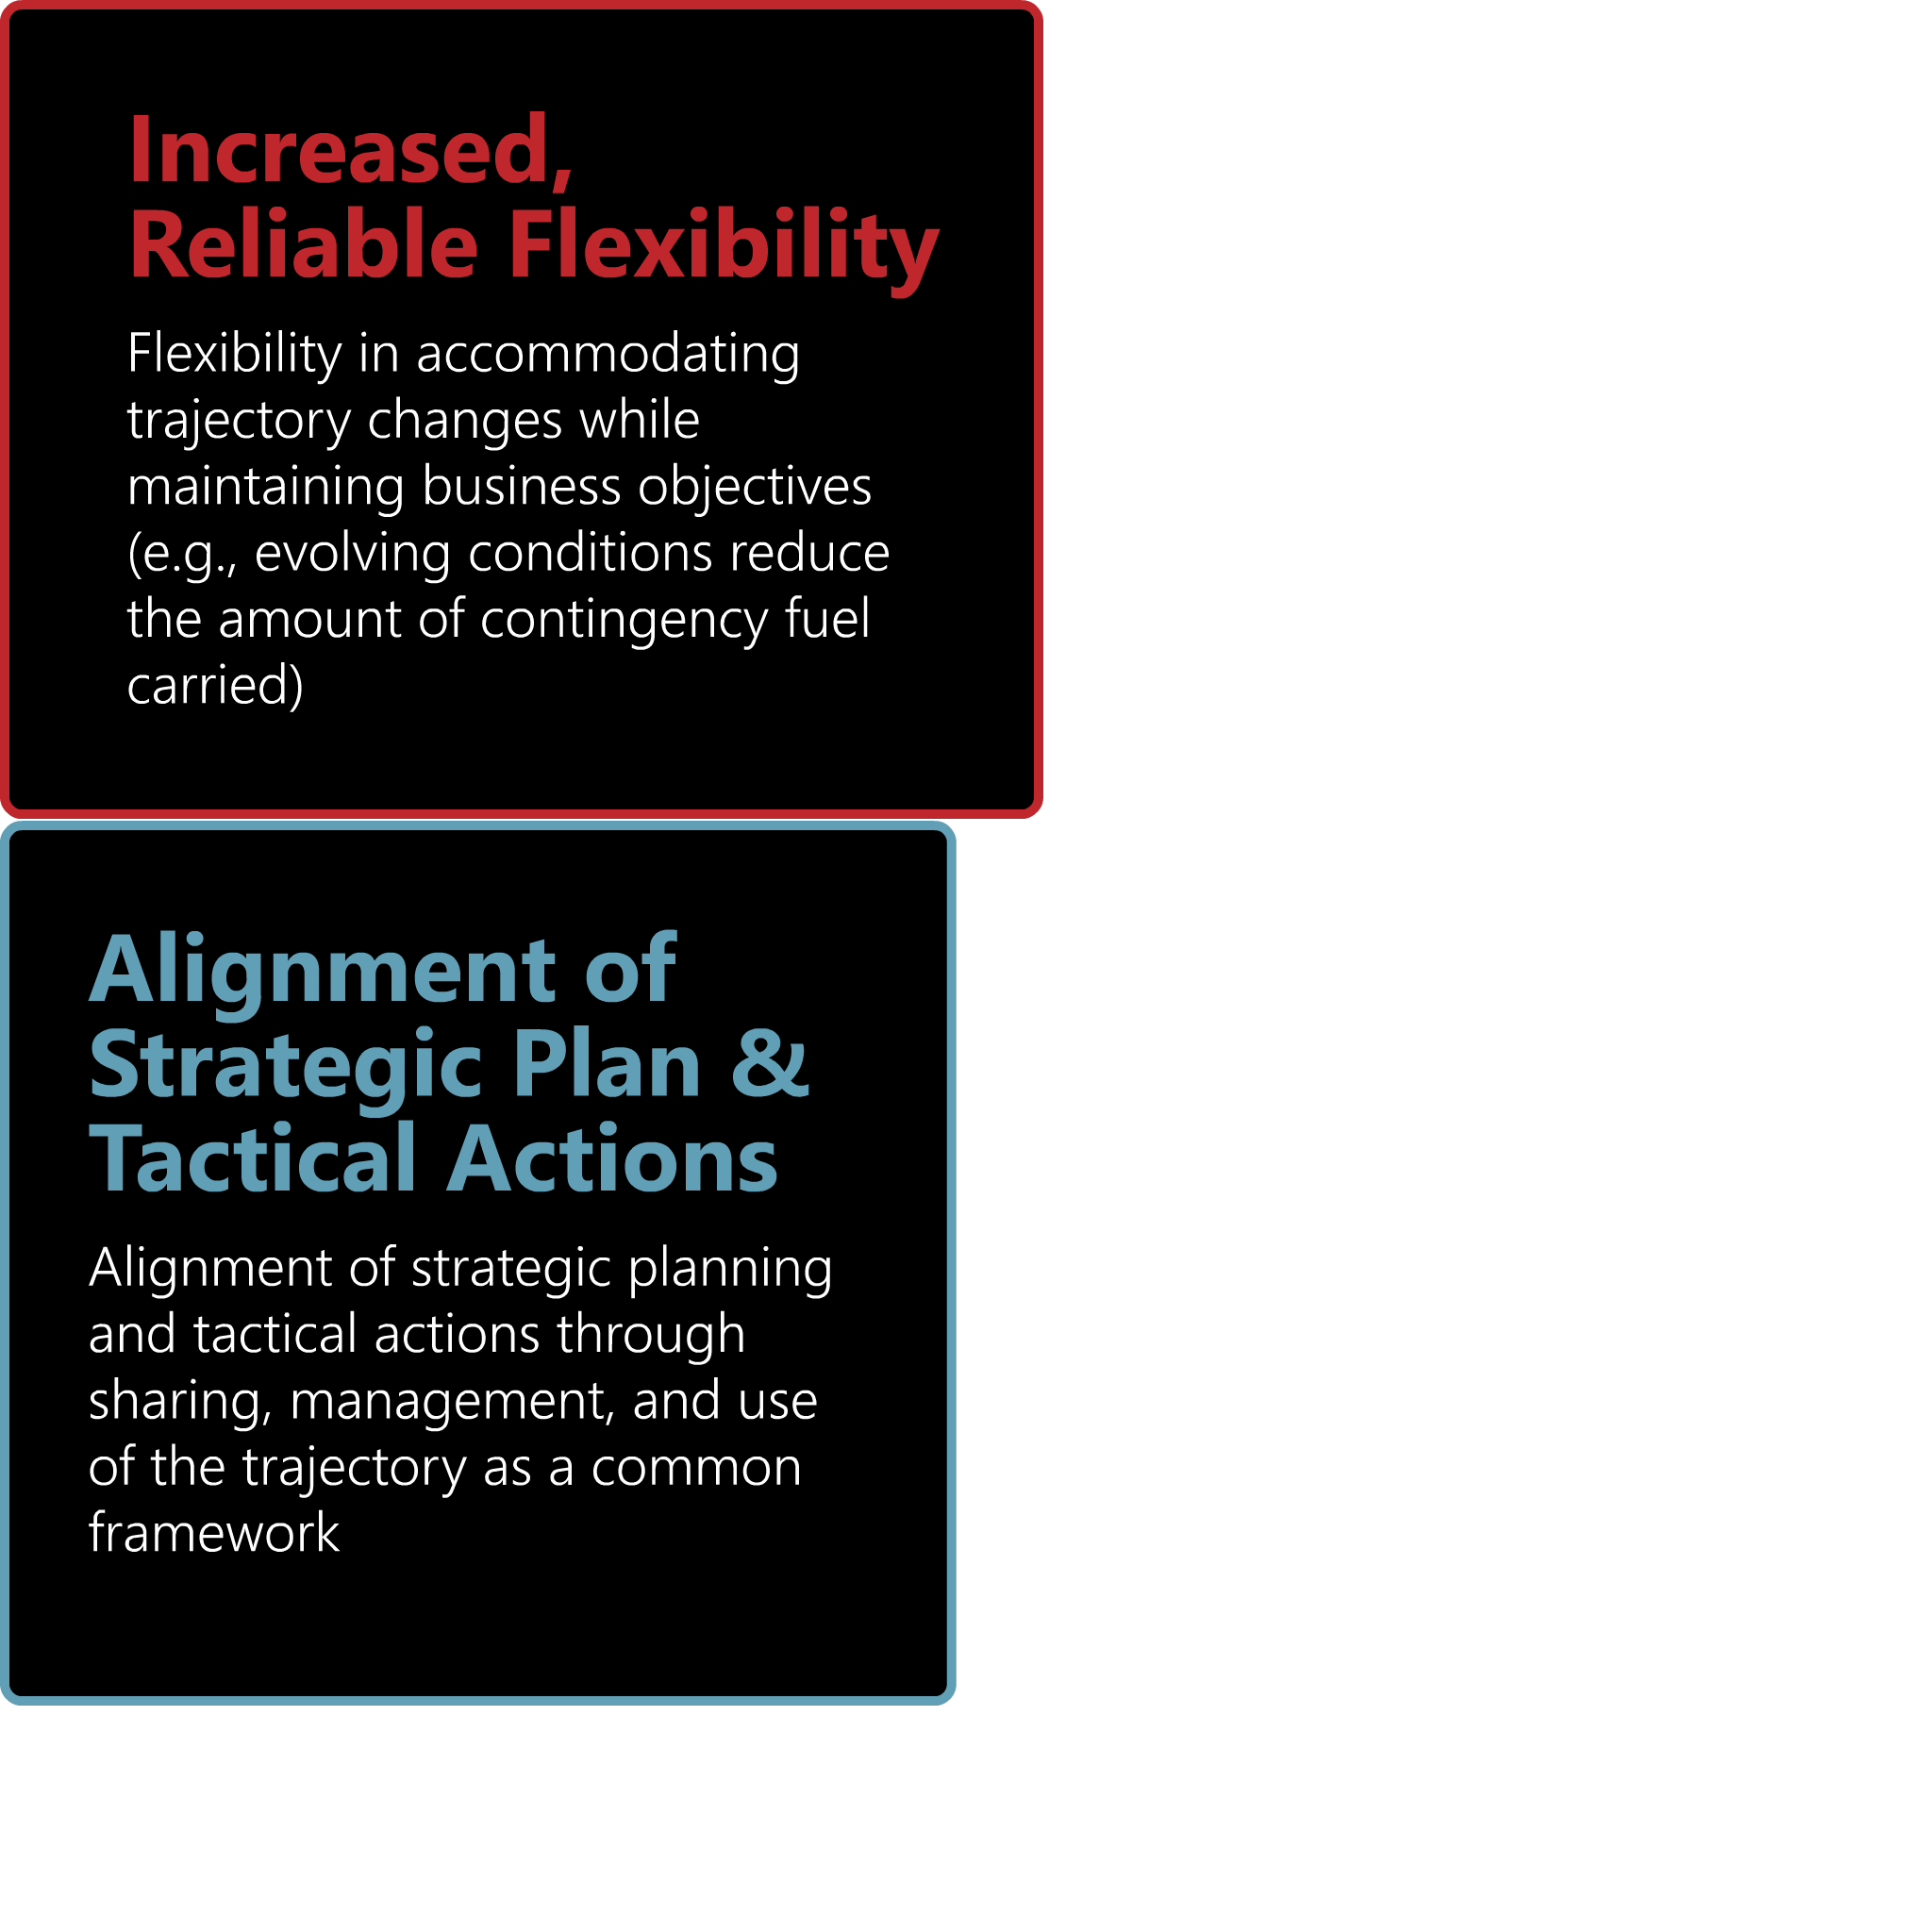 Increased,
Reliable Flexibility
Flexibility in accommodating
trajectory changes while
maintaining business objectives
(e.g., evolving conditions reduce
the amount of contingency fuel
carried)
Alignment of
Strategic Plan &
Tactical Actions
Alignment of strategic planning
and tactical actions through
sharing, management, and use
of the trajectory as a common
framework